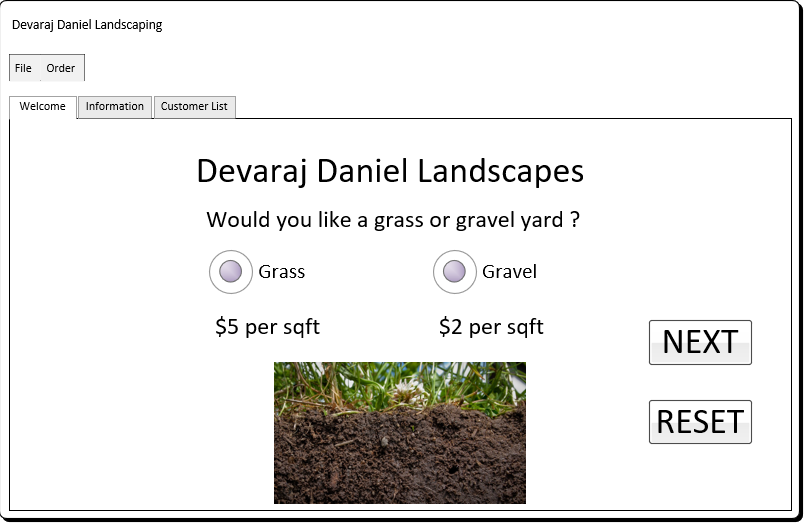 Devaraj Daniel Landscaping
File Order
Welcome Information Customer List
Devaraj Daniel Landscapes
Would you like a grass or gravel yard ?
Grass Gravel
$5 per sqft $2 per sqft
NEXT
RESET